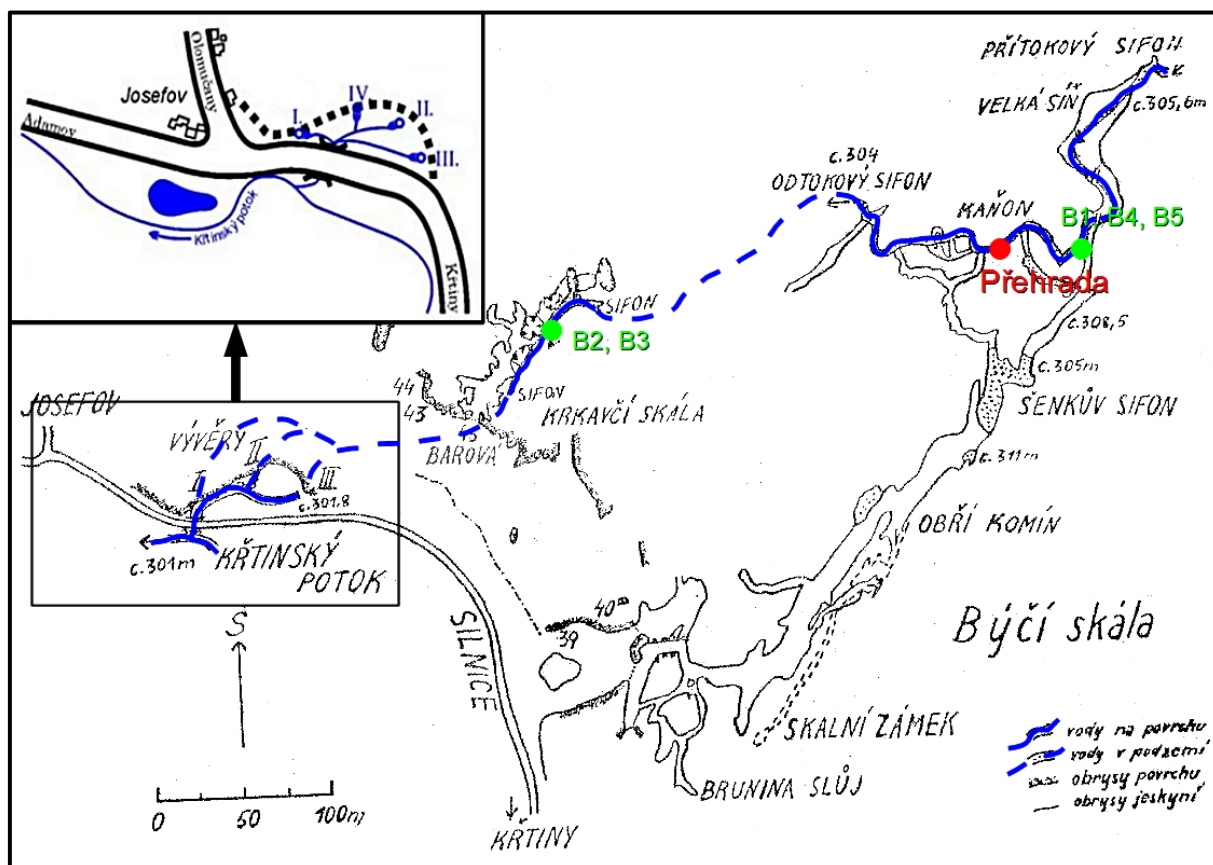 Olomučany
Josefov
Adamov
I.
IV.
II.
III.
Křtinský potok
Křtiny
PŘÍTOKOVÝ SIFON
VELKÁ SÍŇ
c.305,6m
c.304
ODTOKOVÝ SIFON
KAŇON
B1, B4, B5
Přehrada
SIFON
B2, B3
c.308,5
c.305m
ŠENKŮV SIFON
SIFON
KRKAVČÍ SKÁLA
44
43
45
BAROVÁ
c.311m
JOSEFOV
VÝVĚRY
I
II
III
c.301,8
c.301m
KŘTINSKÝ
POTOK
OBŘÍ KOMÍN
S
SILNICE
40m
39
Býčí skála
SKALNÍ ZÁMEK
BRUNINA SLŮJ
vody na povrchu
vody v podzemí
obrysy povrchu
obrysy jeskyní
0
50
100m
KŘTINY